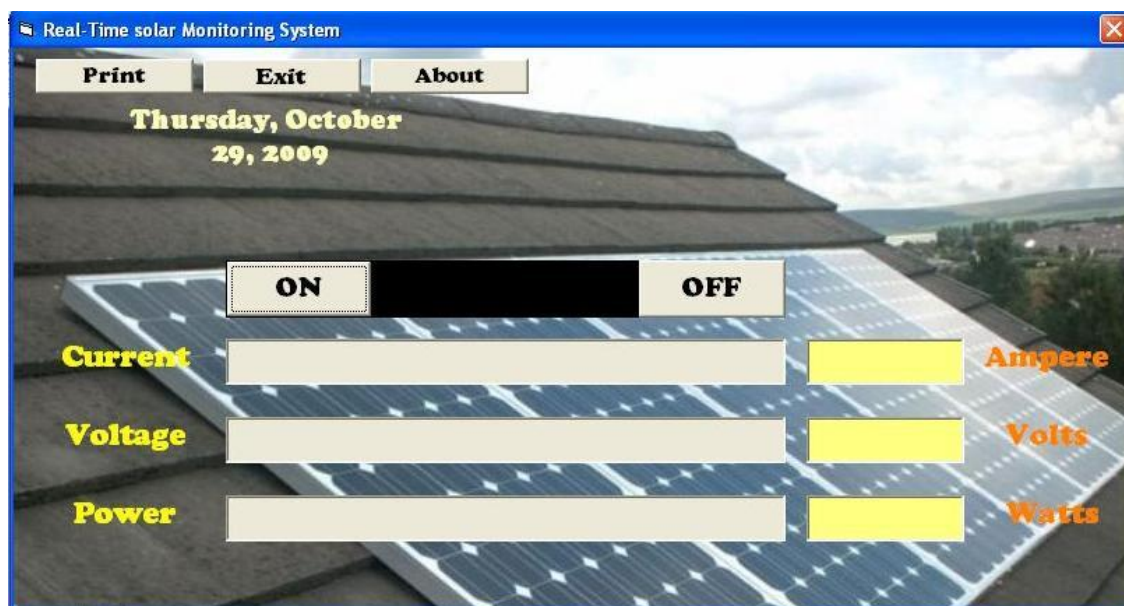 Real-Time solar Monitoring System
Print Exit About
Thursday, October
29, 2009
ON OFF
Current Ampere
Voltage Volts
Power Watts